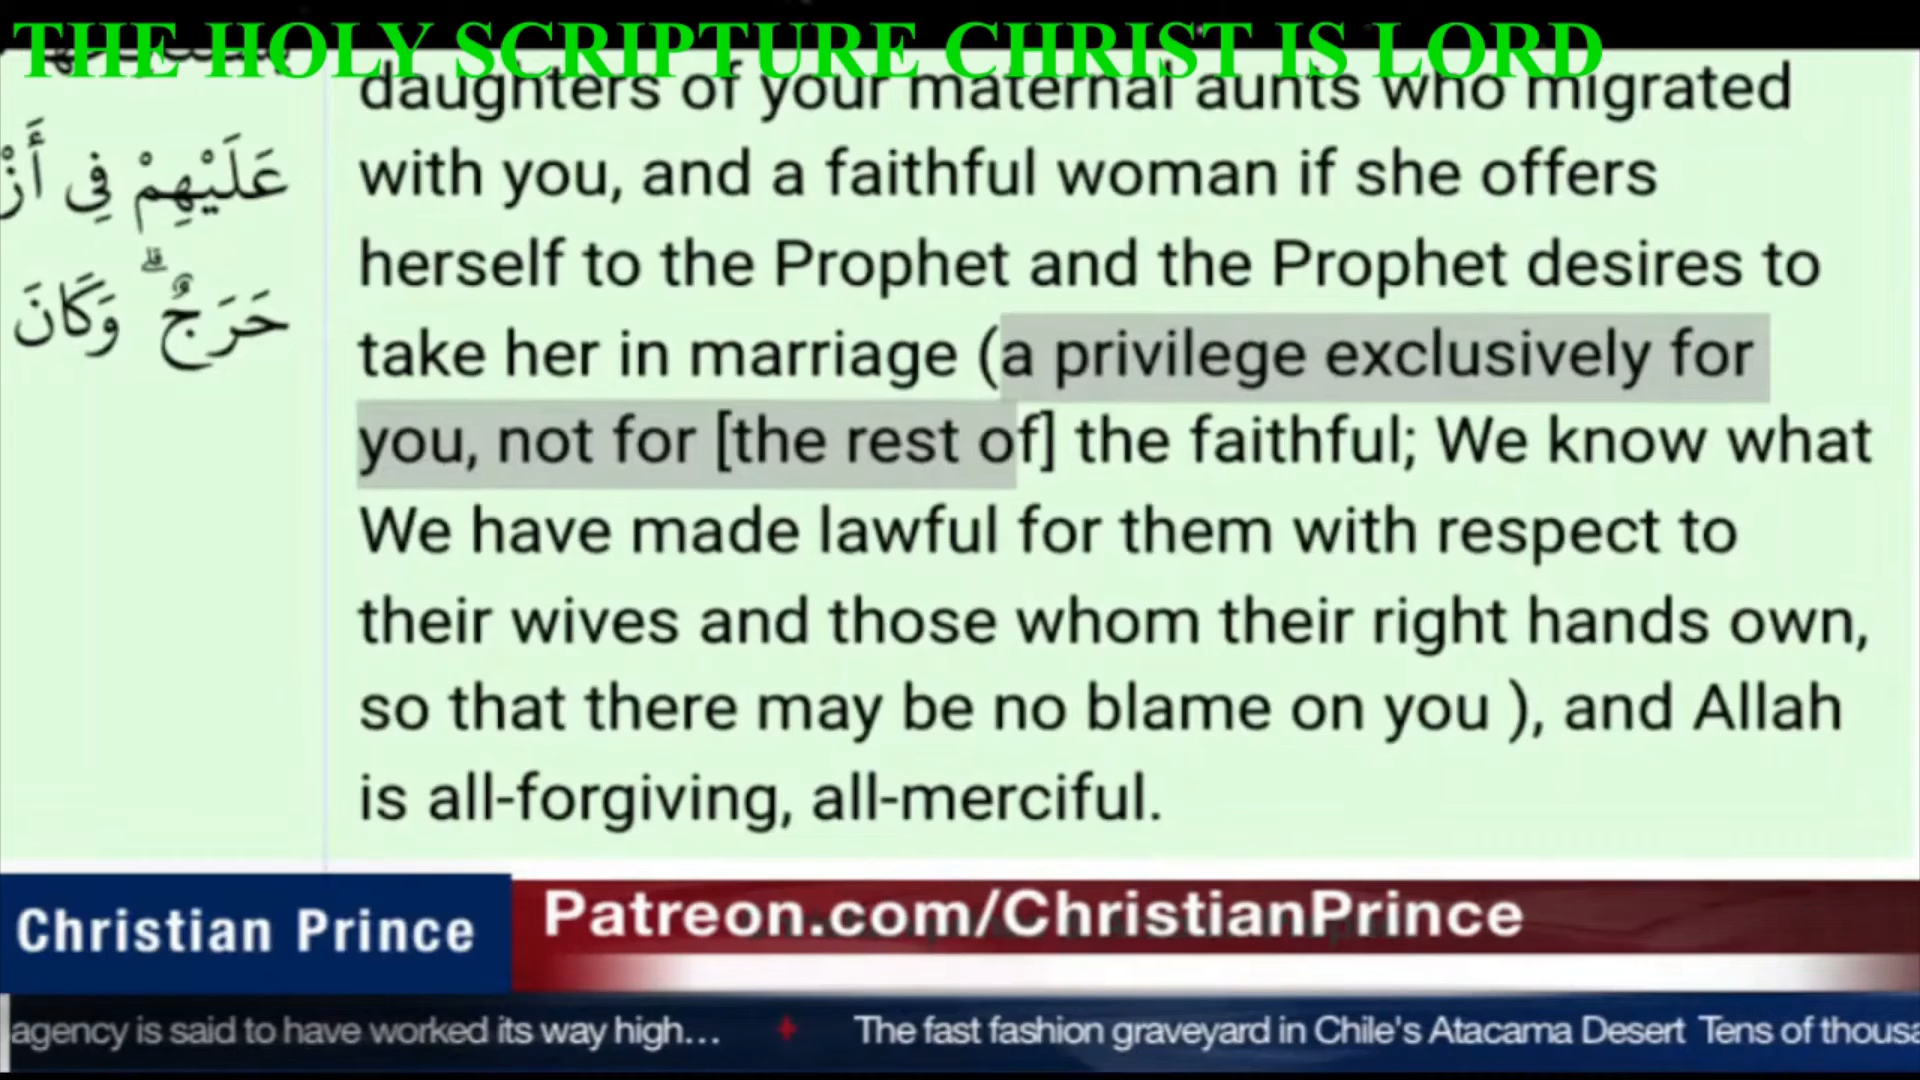 THE HOLY SCRIPTURE CHRIST IS LORD
daughters of your maternal aunts who migrated
with you, and a faithful woman if she offers
herself to the Prophet and the Prophet desires to
take her in marriage (a privilege exclusively for
you, not for [the rest of] the faithful; We know what
We have made lawful for them with respect to
their wives and those whom their right hands own,
so that there may be no blame on you ), and Allah
is all-forgiving, all-merciful.
عَلَيْهِمْ فِى أَزْ
حَرَجٌ ۗ وَكَانَ
Christian Prince
Patreon.com/ChristianPrince
agency is said to have worked its way high...
The fast fashion graveyard in Chile's Atacama Desert Tens of thousa